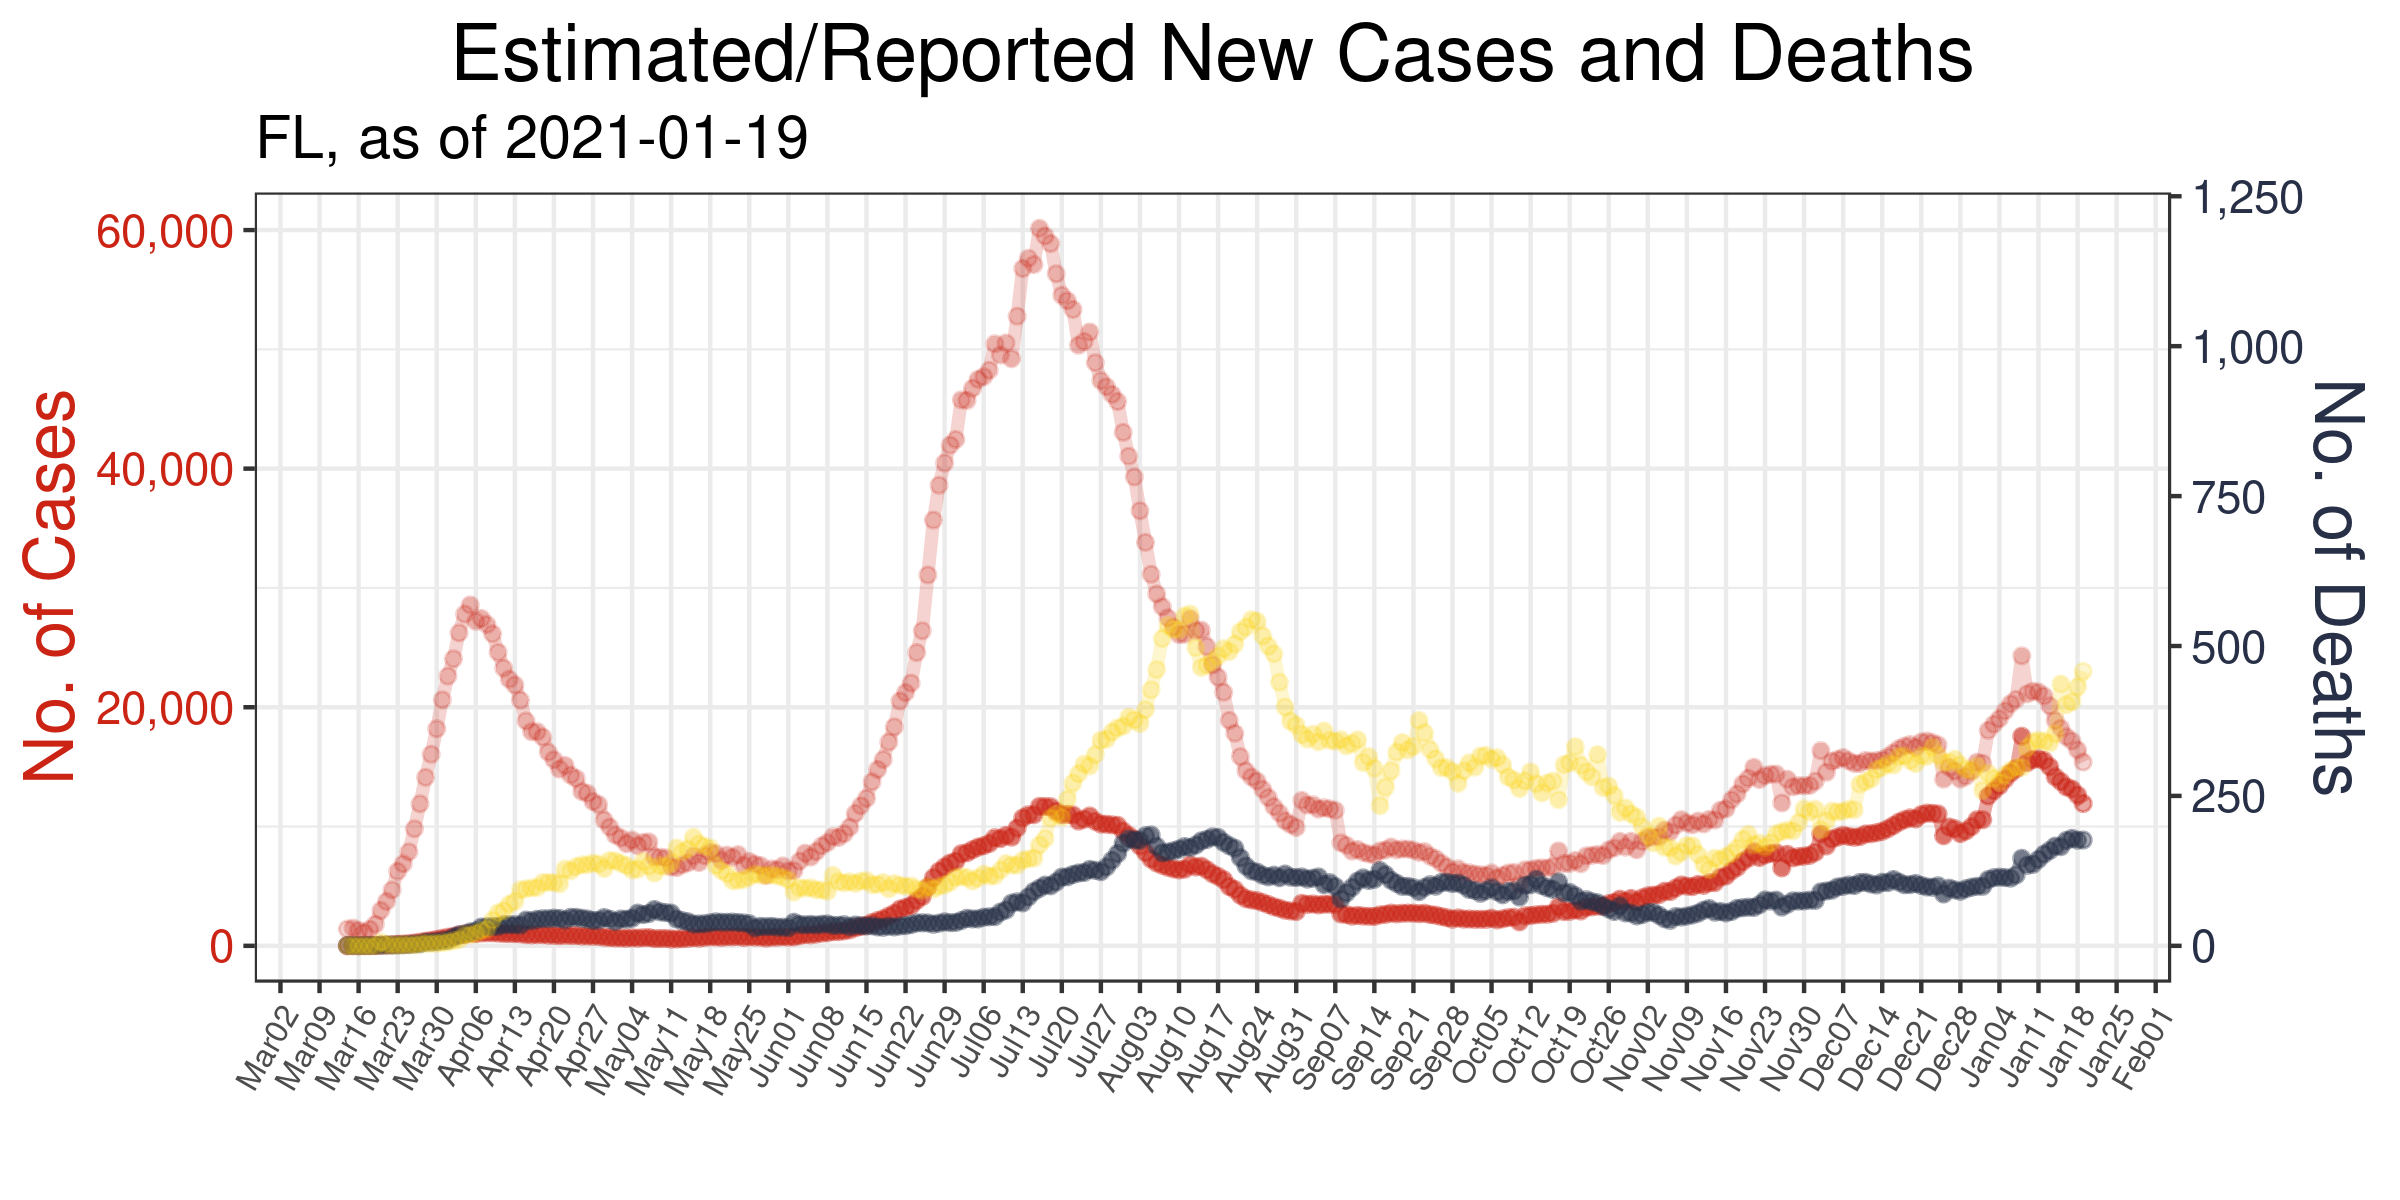 Estimated/Reported New Cases and Deaths
FL, as of 2021-01-19
No. of Cases
60,000
40,000
20,000
0
1,250
1,000
750
500
250
0
No. of Deaths
Mar02
Mar09
Mar16
Mar23
Mar30
Apr06
Apr13
Apr20
Apr27
May04
May11
May18
May25
Jun01
Jun08
Jun15
Jun22
Jun29
Jul06
Jul13
Jul20
Jul27
Aug03
Aug10
Aug17
Aug24
Aug31
Sep07
Sep14
Sep21
Sep28
Oct05
Oct12
Oct19
Oct26
Nov02
Nov09
Nov16
Nov23
Nov30
Dec07
Dec14
Dec21
Dec28
Jan04
Jan11
Jan18
Jan25
Feb01